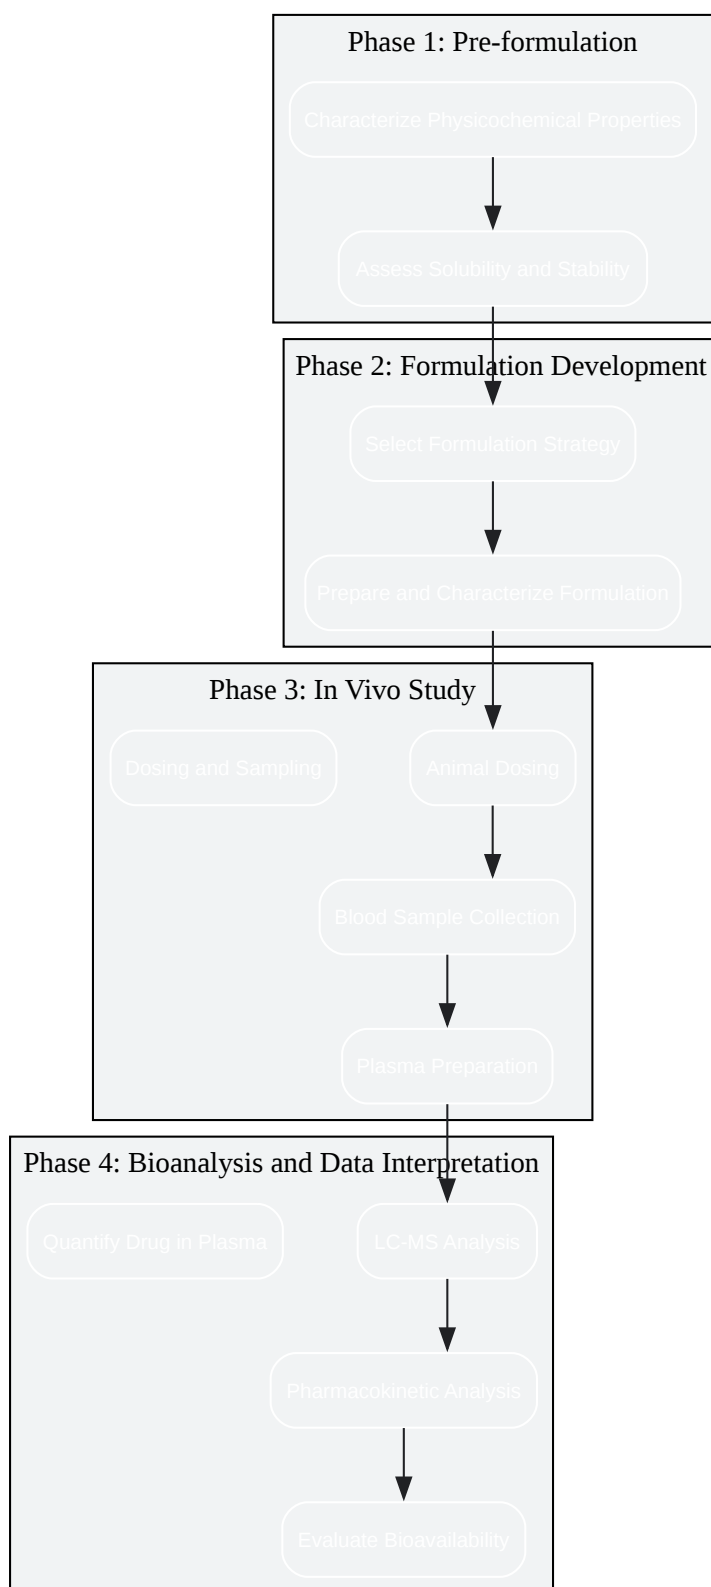 Phase 1: Pre-formulation
Characterize Physicochemical Properties
Assess Solubility and Stability
Phase 2: Formulation Development
Select Formulation Strategy
Prepare and Characterize Formulation
Phase 3: In Vivo Study
Dosing and Sampling
Animal Dosing
Blood Sample Collection
Plasma Preparation
Phase 4: Bioanalysis and Data Interpretation
Quantify Drug in Plasma
LC-MS Analysis
Pharmacokinetic Analysis
Evaluate Bioavailability